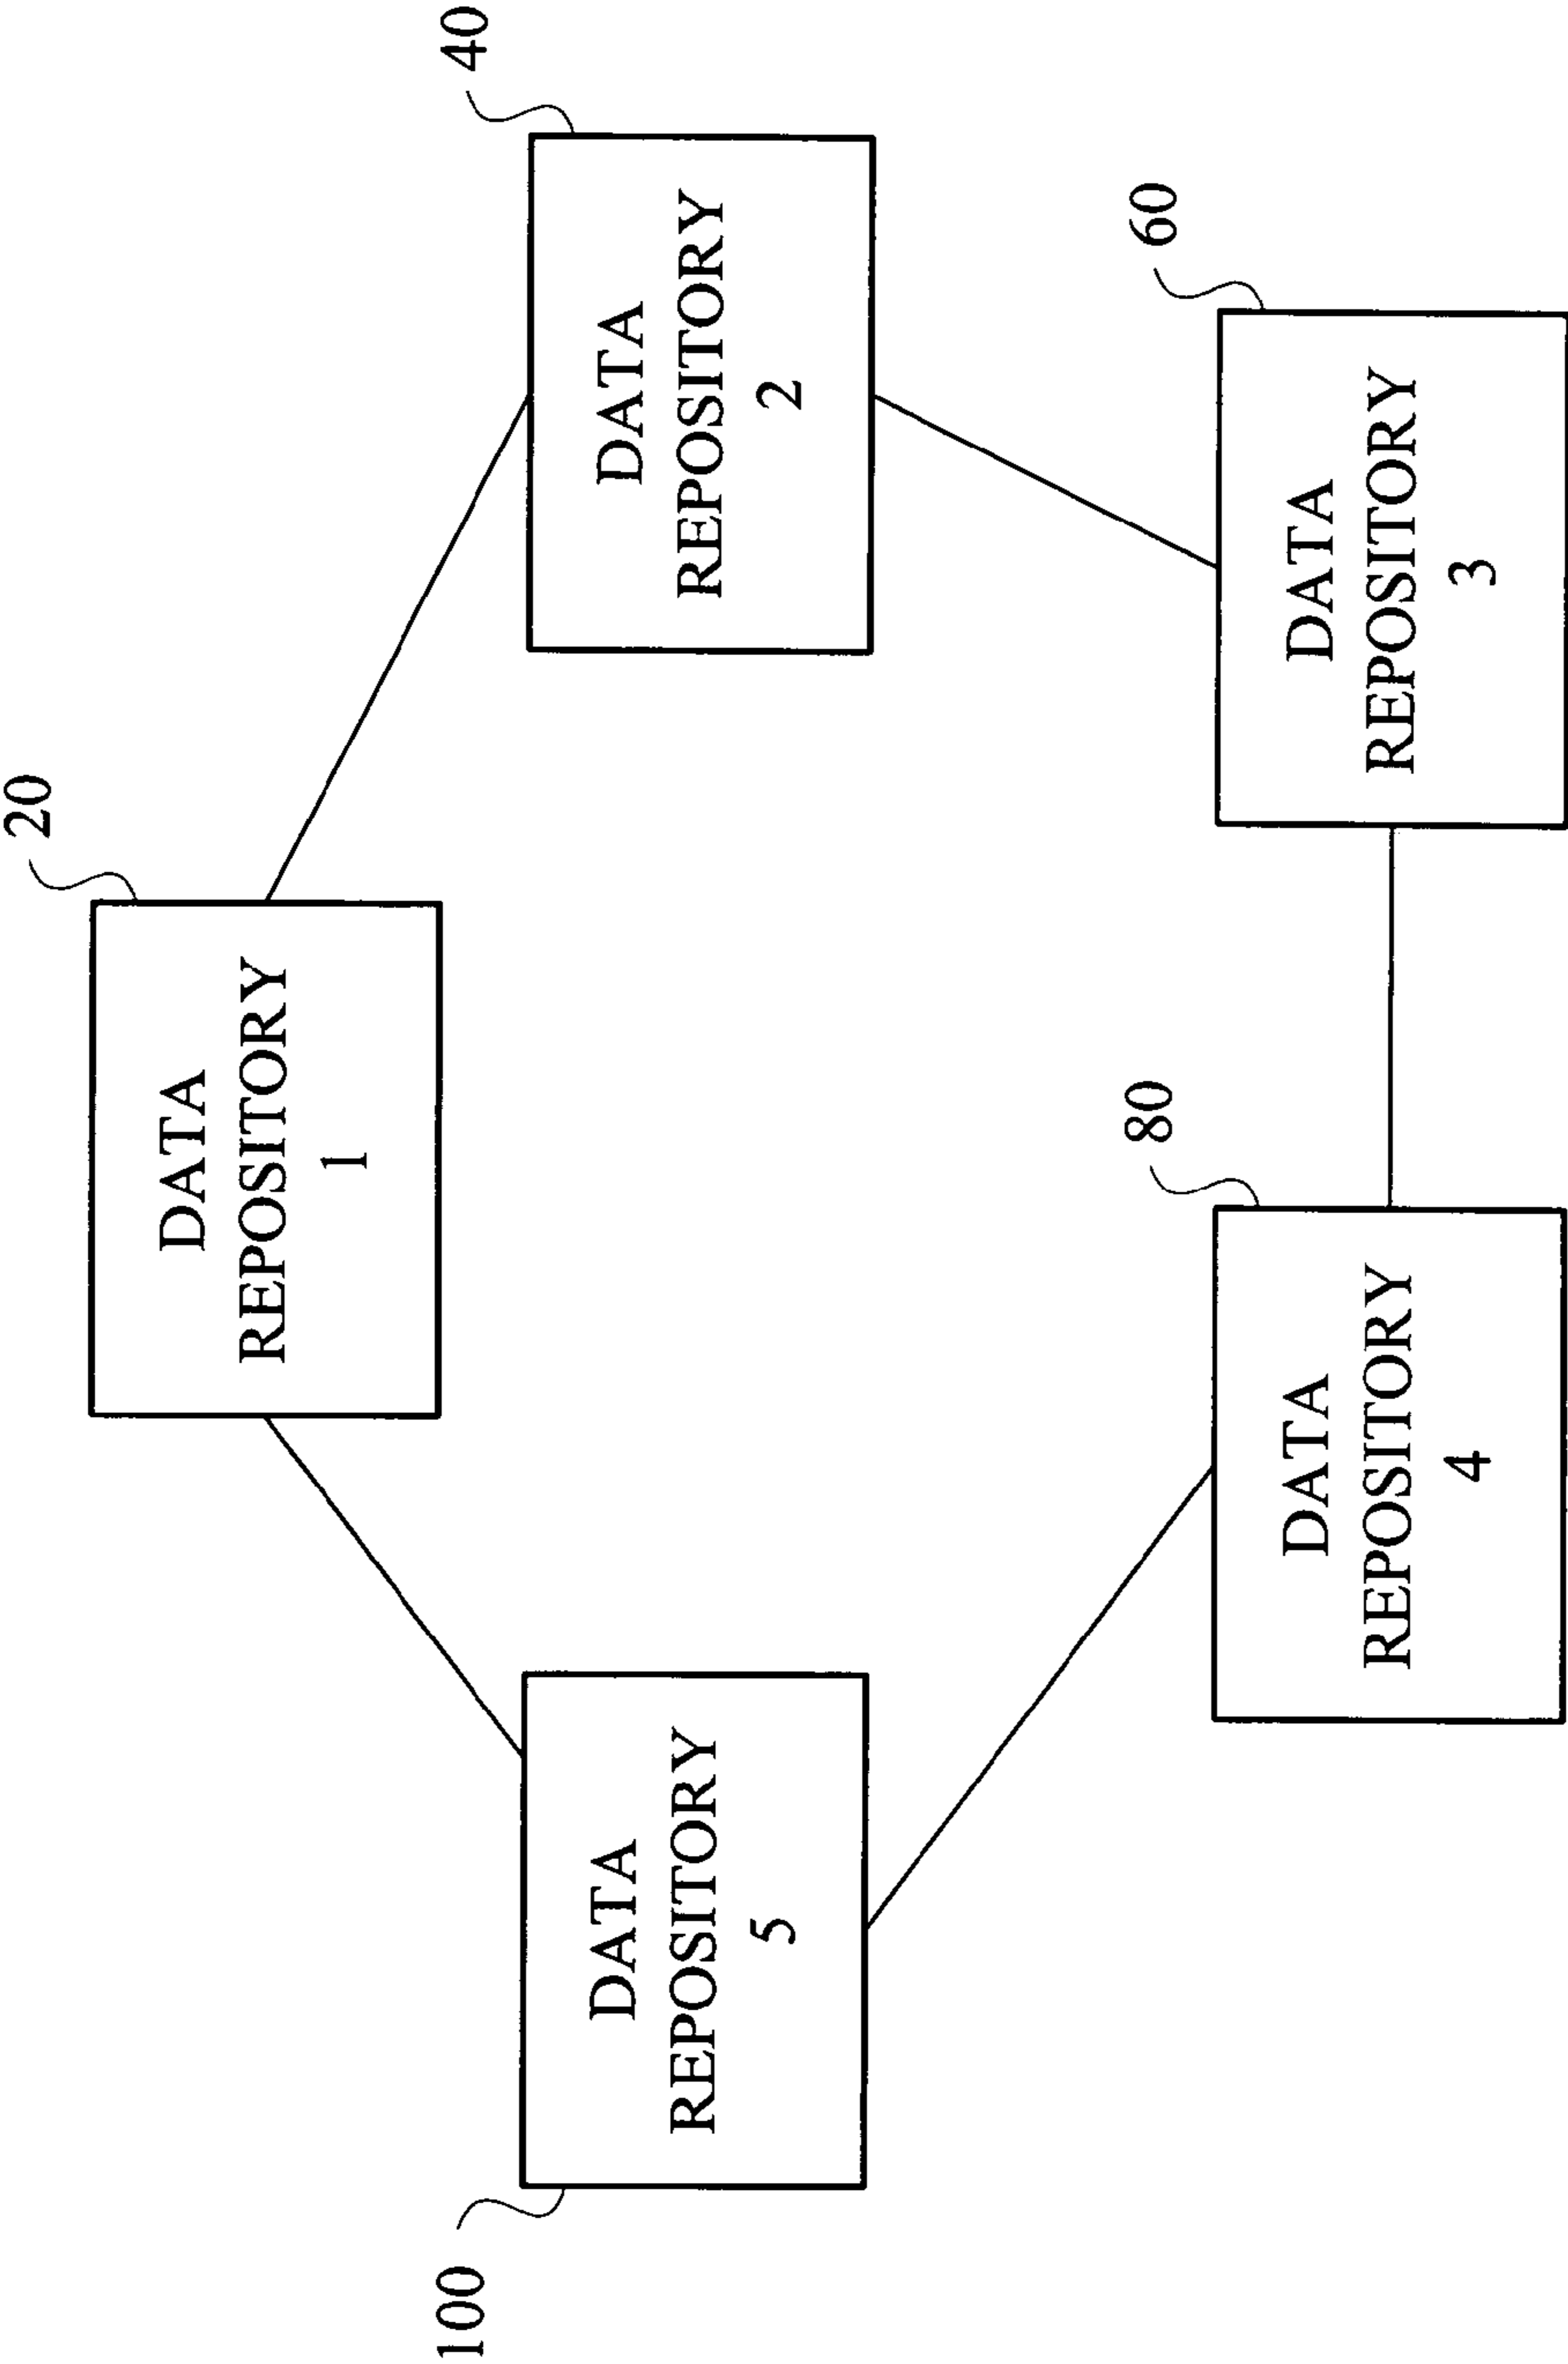 20
DATA
REPOSITORY
1
40
DATA
REPOSITORY
2
100
DATA
REPOSITORY
5
80
DATA
REPOSITORY
4
60
DATA
REPOSITORY
3